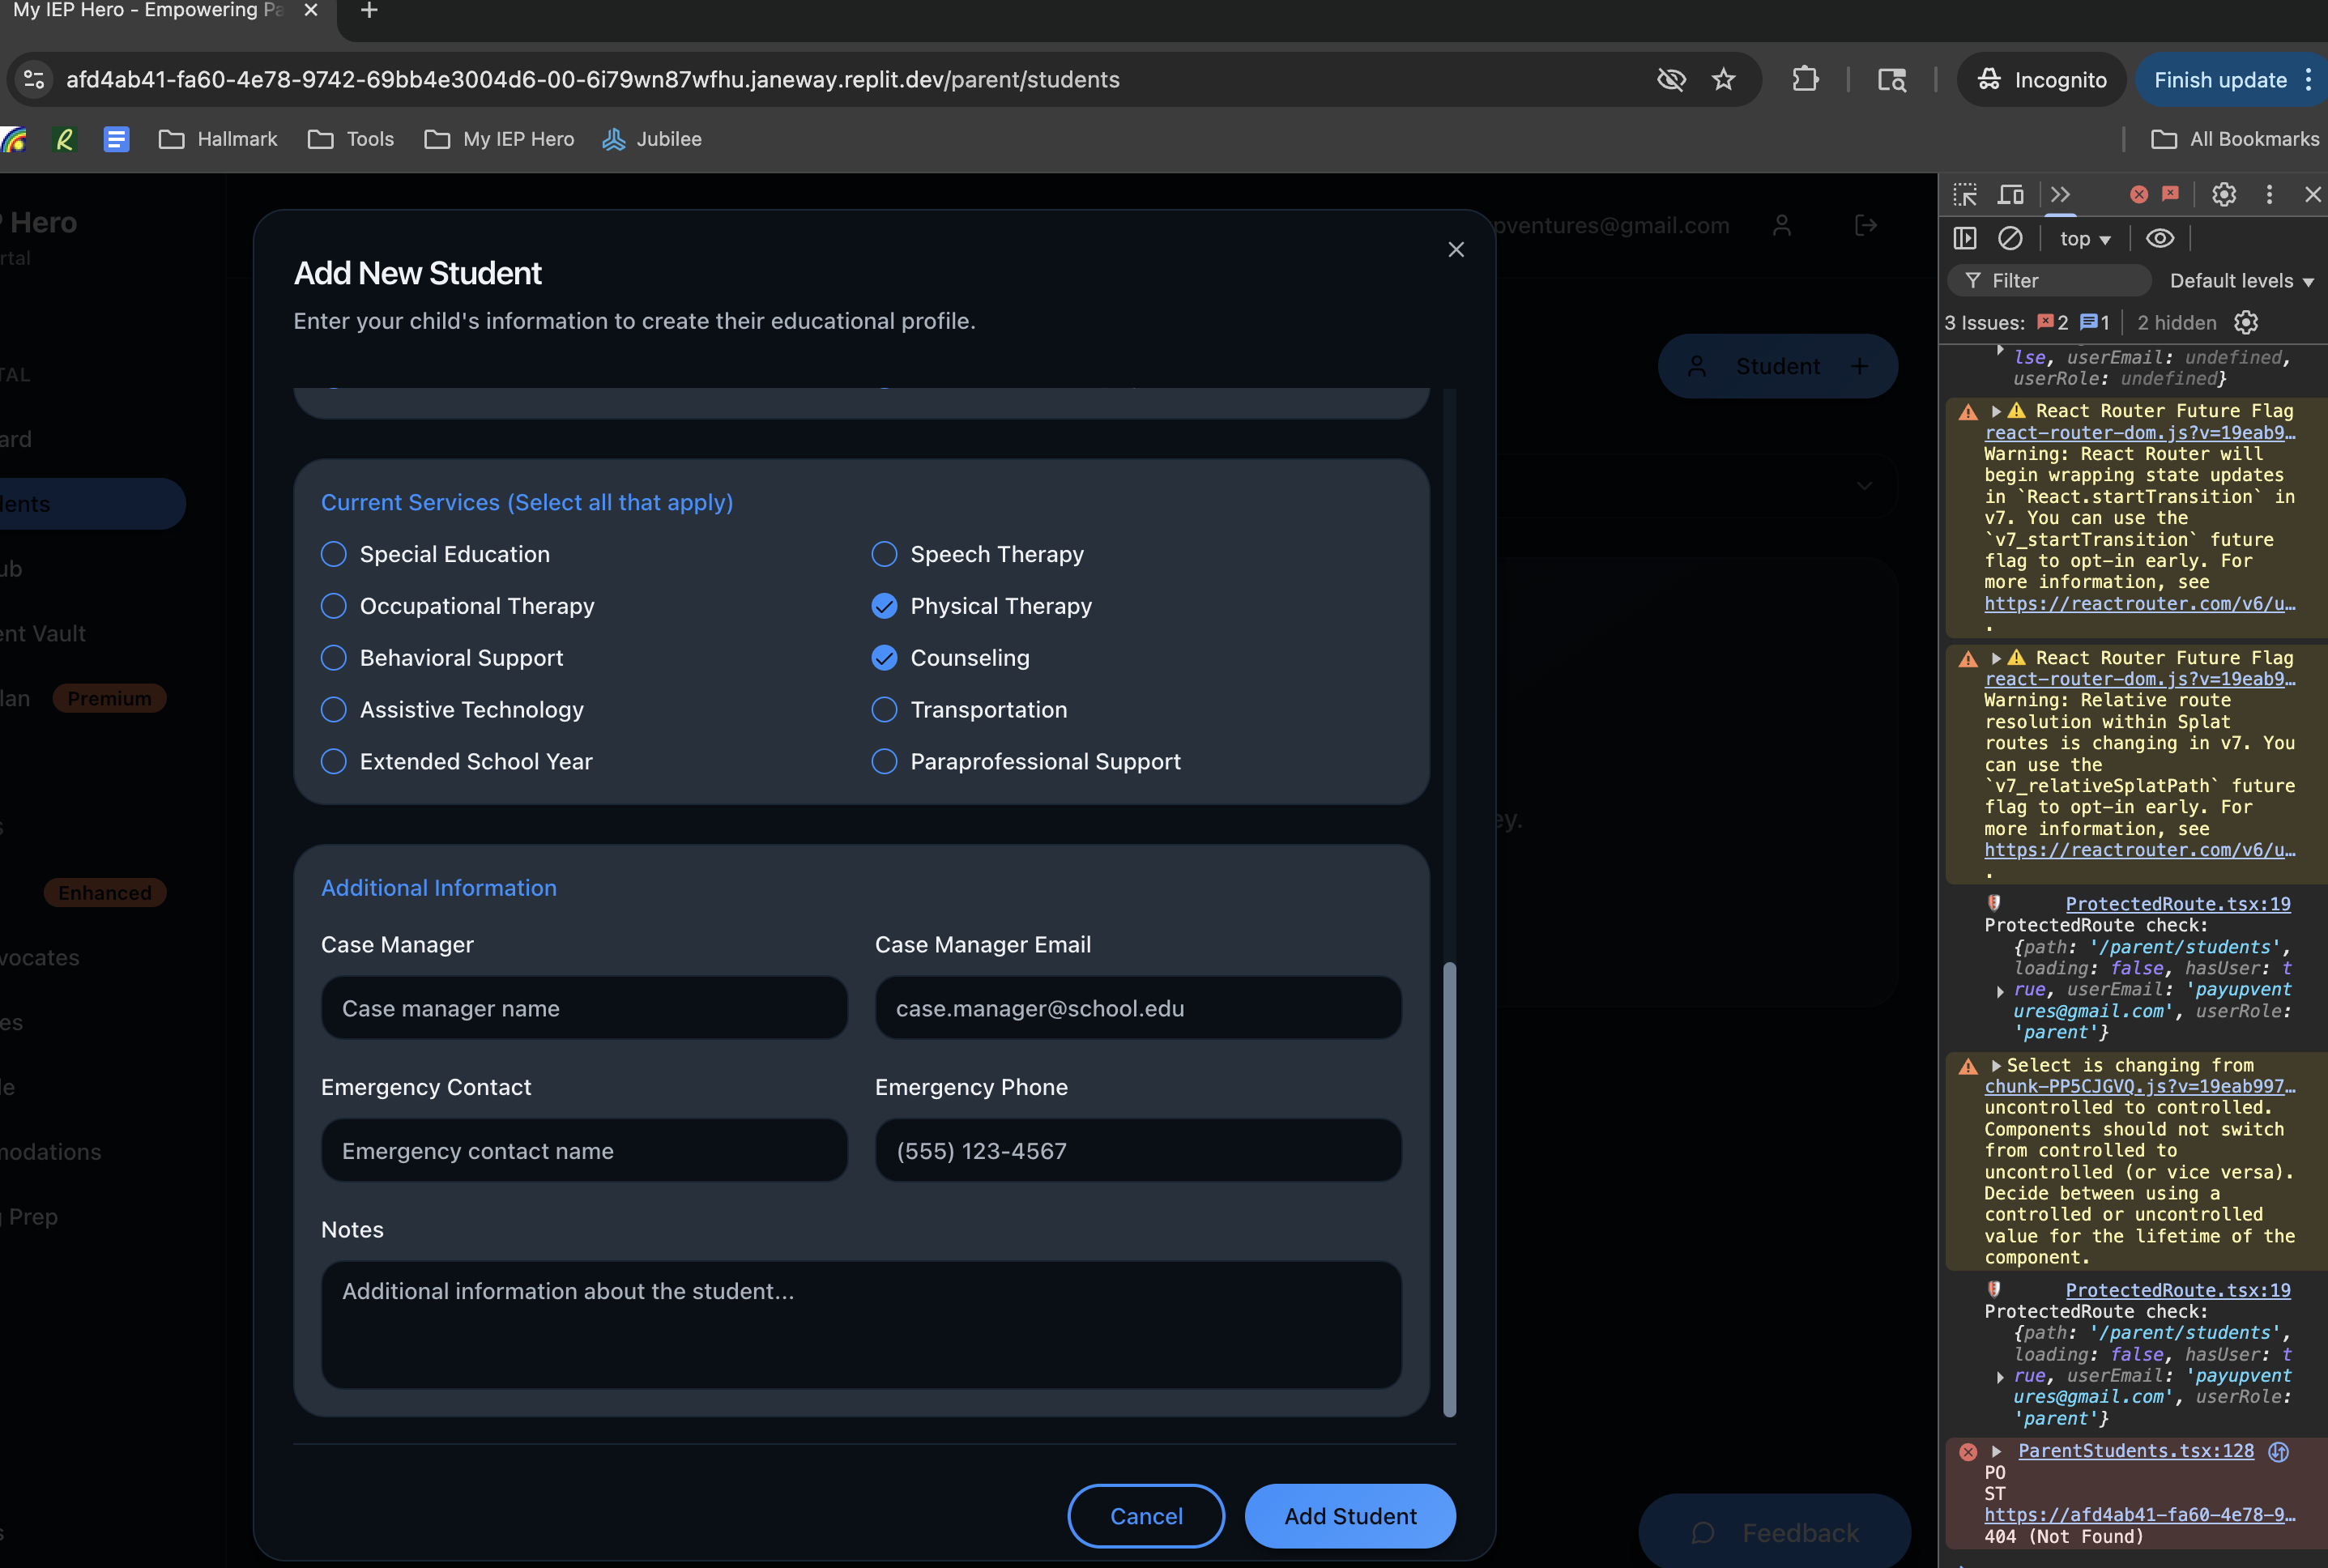 My IEP Hero - Empowering Pa
afd4ab41-fa60-4e78-9742-69bb4e3004d6-00-6i79wn87wfhu.janeway.replit.dev/parent/students
Incognito
Finish update
Hallmark
Tools
My IEP Hero
Jubilee
All Bookmarks
Hero
rtal
TAL
ard
dents
ub
ent Vault
lan
Premium
s
Enhanced
vocates
es
le
modations
g Prep
s
pventures@gmail.com
Student
ey.
Feedback
Add New Student
Enter your child's information to create their educational profile.
Current Services (Select all that apply)
Special Education
Speech Therapy
Occupational Therapy
Physical Therapy
Behavioral Support
Counseling
Assistive Technology
Transportation
Extended School Year
Paraprofessional Support
Additional Information
Case Manager
Case Manager Email
Case manager name
case.manager@school.edu
Emergency Contact
Emergency Phone
Emergency contact name
(555) 123-4567
Notes
Additional information about the student...
Cancel
Add Student
top
Filter
Default levels
3 Issues: 2 1 2 hidden
lse, userEmail: undefined,
userRole: undefined}
React Router Future Flag
react-router-dom.js?v=19eab9…
Warning: React Router will
begin wrapping state updates
in `React.startTransition` in
v7. You can use the
`v7_startTransition` future
flag to opt-in early. For
more information, see
https://reactrouter.com/v6/u…
.
React Router Future Flag
react-router-dom.js?v=19eab9…
Warning: Relative route
resolution within Splat
routes is changing in v7. You
can use the
`v7_relativeSplatPath` future
flag to opt-in early. For
more information, see
https://reactrouter.com/v6/u…
.
ProtectedRoute.tsx:19
ProtectedRoute check:
{path: '/parent/students',
loading: false, hasUser: t
rue, userEmail: 'payupvent
ures@gmail.com', userRole:
'parent'}
Select is changing from
chunk-PP5CJGVQ.js?v=19eab997…
uncontrolled to controlled.
Components should not switch
from controlled to
uncontrolled (or vice versa).
Decide between using a
controlled or uncontrolled
value for the lifetime of the
component.
ProtectedRoute.tsx:19
ProtectedRoute check:
{path: '/parent/students',
loading: false, hasUser: t
rue, userEmail: 'payupvent
ures@gmail.com', userRole:
'parent'}
ParentStudents.tsx:128
PO
ST
https://afd4ab41-fa60-4e78-9…
404 (Not Found)